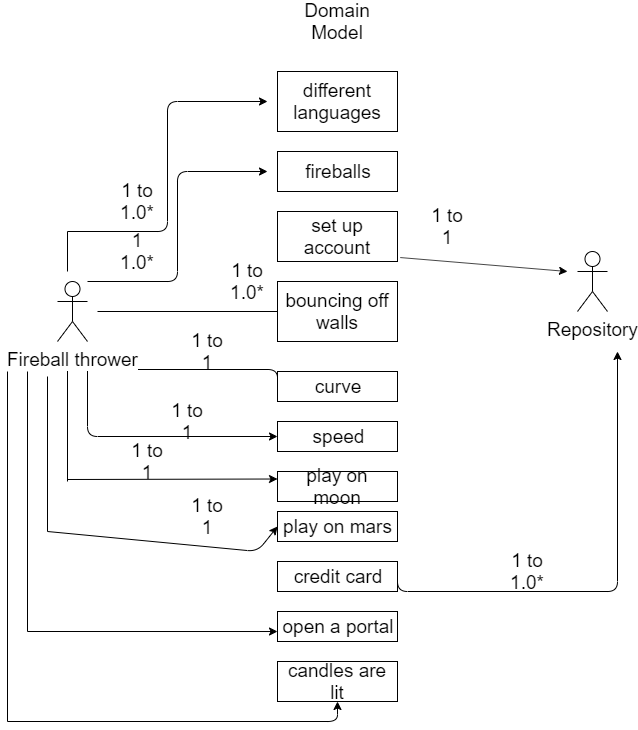 Domain
Model
different
languages
1 to
1.0*
fireballs
1
1.0*
set up
account
1 to
1
1 to
1.0*
bouncing off
walls
Repository
Fireball thrower
1 to
1
curve
1 to
1
speed
1 to
1
play on
moon
1 to
1
play on mars
credit card
1 to
1.0*
open a portal
candles are
lit